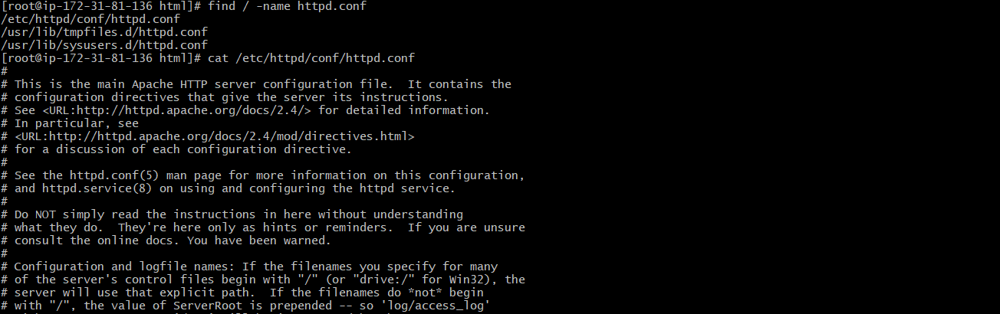 [root@ip-172-31-81-136 html]# find / -name httpd.conf
/etc/httpd/conf/httpd.conf
/usr/lib/tmpfiles.d/httpd.conf
/usr/lib/sysusers.d/httpd.conf
[root@ip-172-31-81-136 html]# cat /etc/httpd/conf/httpd.conf
#
# This is the main Apache HTTP server configuration file.  It contains the
# configuration directives that give the server its instructions.
# See <URL:http://httpd.apache.org/docs/2.4/> for detailed information.
# In particular, see
# <URL:http://httpd.apache.org/docs/2.4/mod/directives.html>
# for a discussion of each configuration directive.
#
# See the httpd.conf(5) man page for more information on this configuration,
# and httpd.service(8) on using and configuring the httpd service.
#
# Do NOT simply read the instructions in here without understanding
# what they do.  They're here only as hints or reminders.  If you are unsure
# consult the online docs. You have been warned.
#
# Configuration and logfile names: If the filenames you specify for many
# of the server's control files begin with "/" (or "drive:/" for Win32), the
# server will use that explicit path.  If the filenames do *not* begin
# with "/", the value of ServerRoot is prepended -- so 'log/access_log'